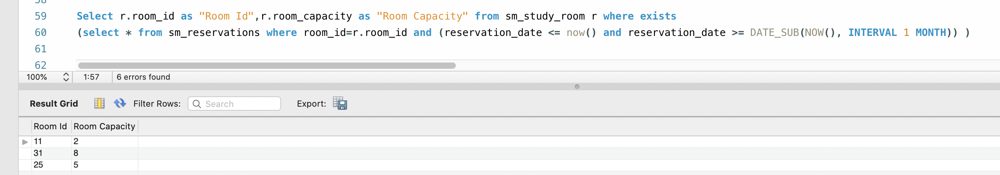 58
59 Select r.room_id as "Room Id",r.room_capacity as "Room Capacity" from sm_study_room r where exists
60 (select * from sm_reservations where room_id=r.room_id and (reservation_date <= now() and reservation_date >= DATE_SUB(NOW(), INTERVAL 1 MONTH)) )
61
62
100% 1:57 6 errors found
Result Grid Filter Rows: Search Export:
Room Id Room Capacity
11 2
31 8
25 5